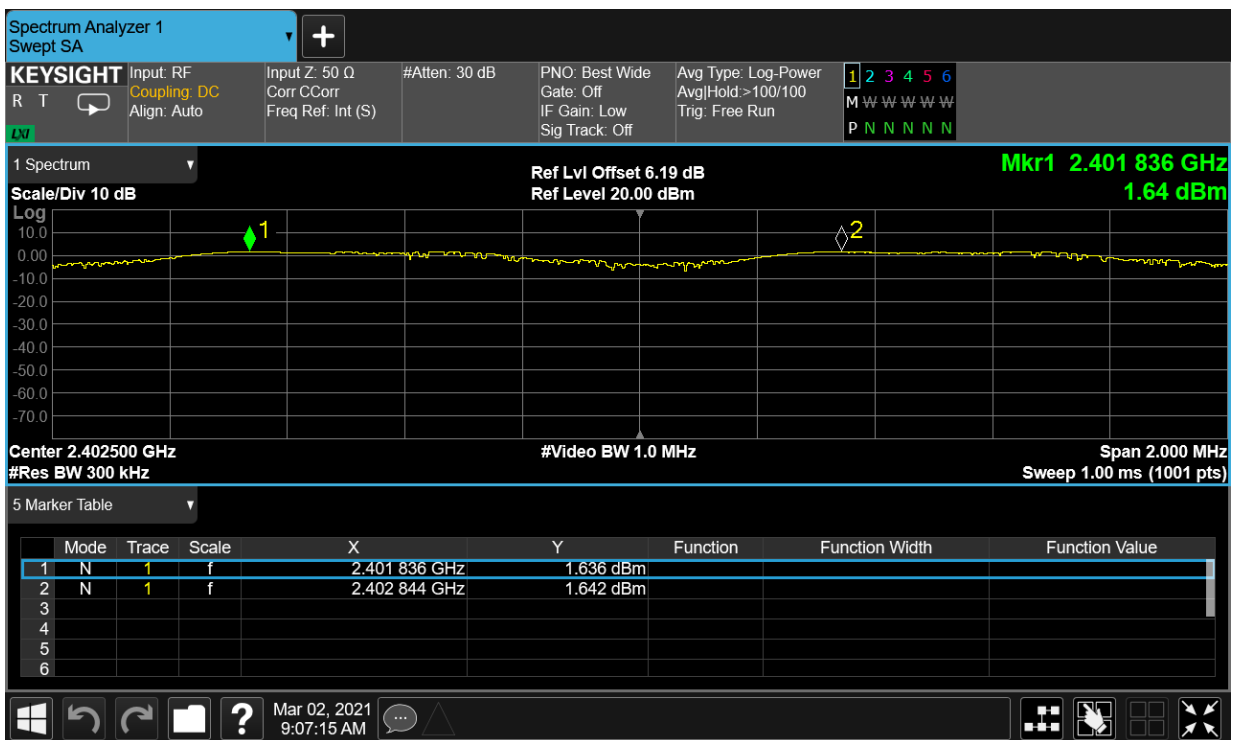 Spectrum Analyzer 1
Swept SA
KEYSIGHT
R T
LXI
Input: RF
Coupling: DC
Align: Auto
Input Z: 50 Ω
Corr CCorr
Freq Ref: Int (S)
#Atten: 30 dB
PNO: Best Wide
Gate: Off
IF Gain: Low
Sig Track: Off
Avg Type: Log-Power
Avg|Hold:>100/100
Trig: Free Run
1 2 3 4 5 6
M W W W W W
P N N N N N
1 Spectrum
Scale/Div 10 dB
Ref Lvl Offset 6.19 dB
Ref Level 20.00 dBm
Mkr1 2.401 836 GHz
1.64 dBm
Log
10.0
0.00
-10.0
-20.0
-30.0
-40.0
-50.0
-60.0
-70.0
1
2
Center 2.402500 GHz
#Video BW 1.0 MHz
Span 2.000 MHz
#Res BW 300 kHz
Sweep 1.00 ms (1001 pts)
5 Marker Table
Mode Trace Scale X Y Function Function Width Function Value
1 N 1 f 2.401 836 GHz 1.636 dBm
2 N 1 f 2.402 844 GHz 1.642 dBm
3
4
5
6
?
Mar 02, 2021
9:07:15 AM